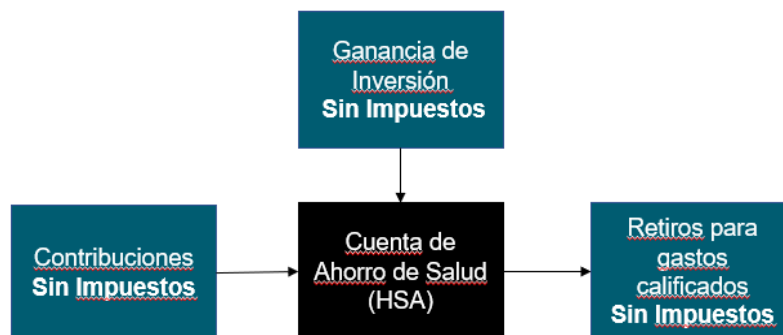 Ganancia de
Inversión
Sin Impuestos
Contribuciones
Sin Impuestos
Cuenta de
Ahorro de Salud
(HSA)
Retiros para
gastos
calificados
Sin Impuestos